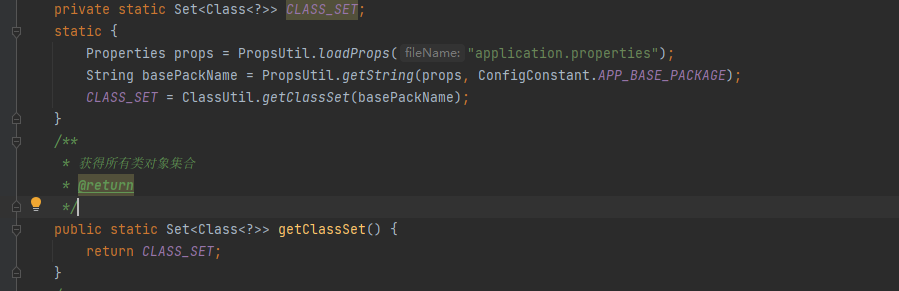 private static Set<Class<?>> CLASS_SET;
static {
Properties props = PropsUtil.loadProps( fileName: "application.properties");
String basePackName = PropsUtil.getString(props, ConfigConstant.APP_BASE_PACKAGE);
CLASS_SET = ClassUtil.getClassSet(basePackName);
}
/**
* 获得所有类对象集合
* @return
*/
public static Set<Class<?>> getClassSet() {
return CLASS_SET;
}